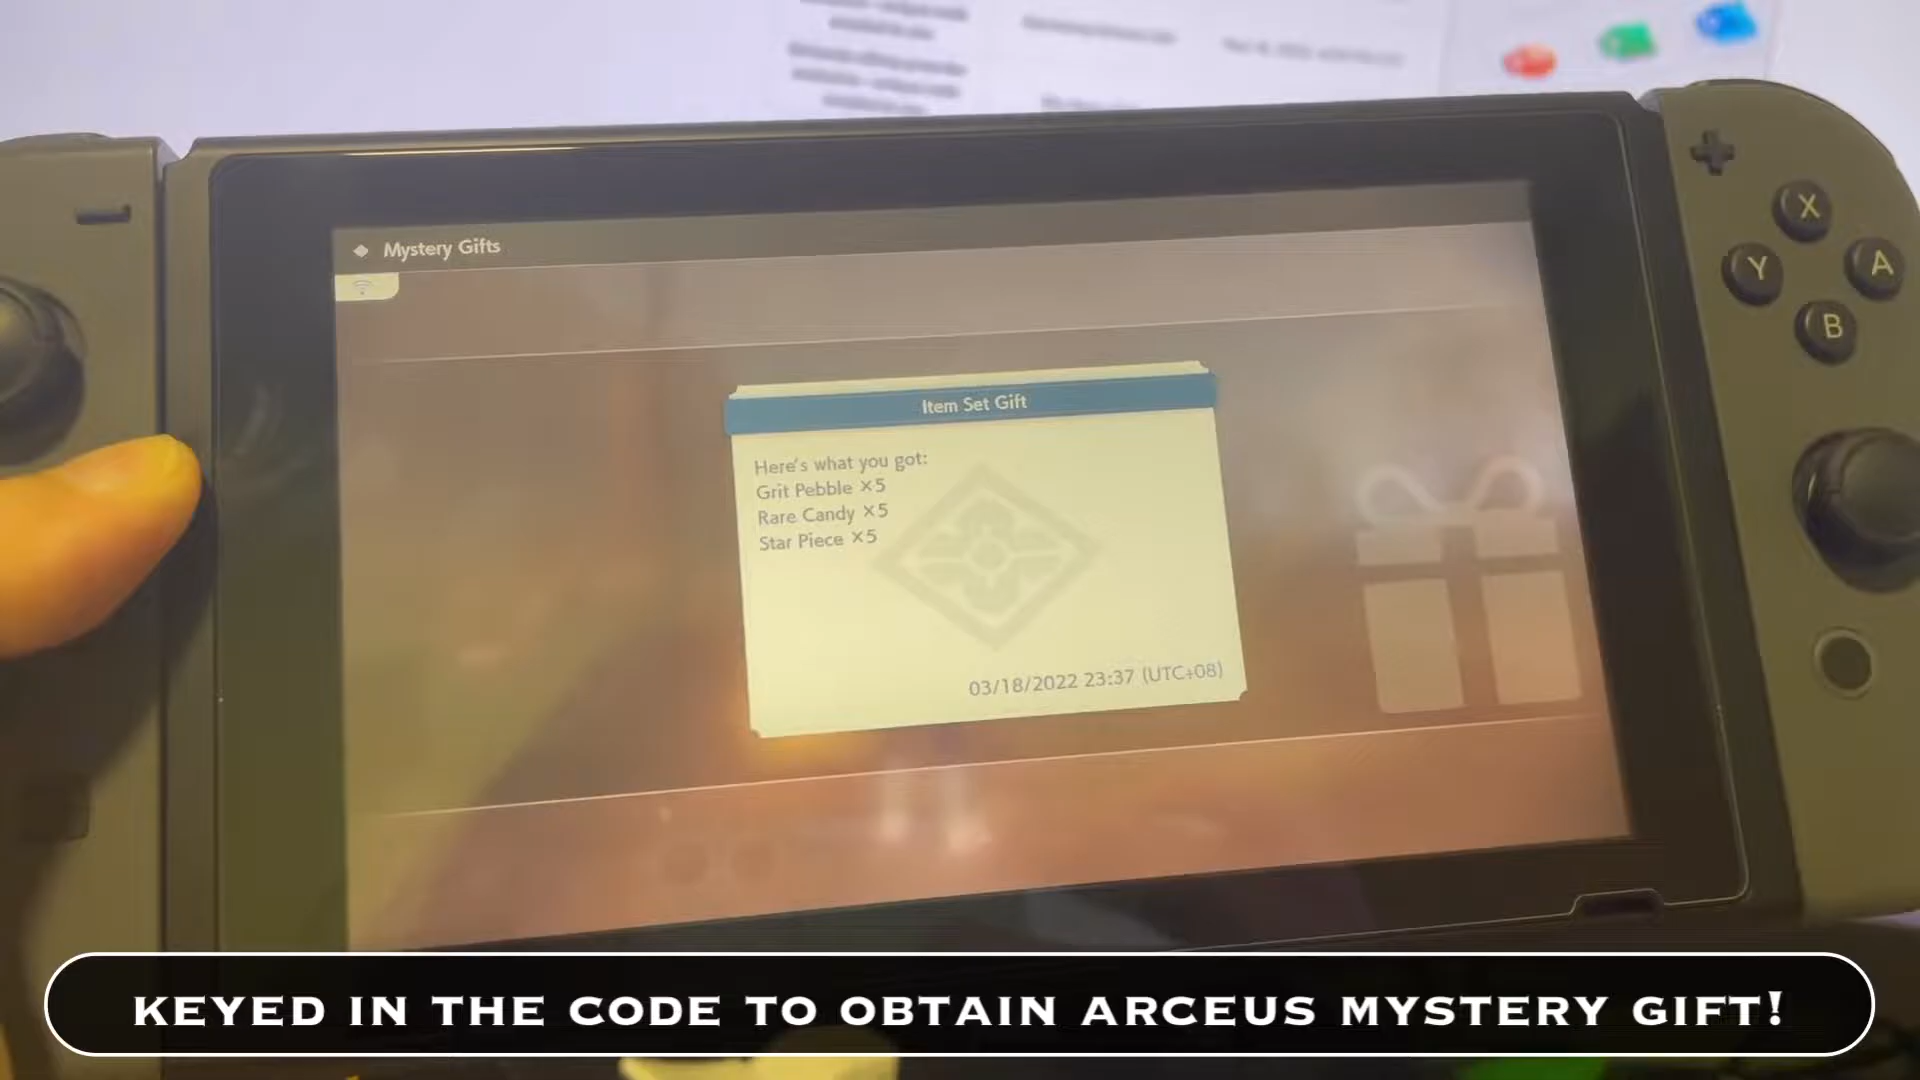 Mystery Gifts
Item Set Gift
Here's what you got:
Grit Pebble ×5
Rare Candy ×5
Star Piece ×5
03/18/2022 23:37 (UTC+08)
X
Y
A
B
KEYED IN THE CODE TO OBTAIN ARCEUS MYSTERY GIFT!